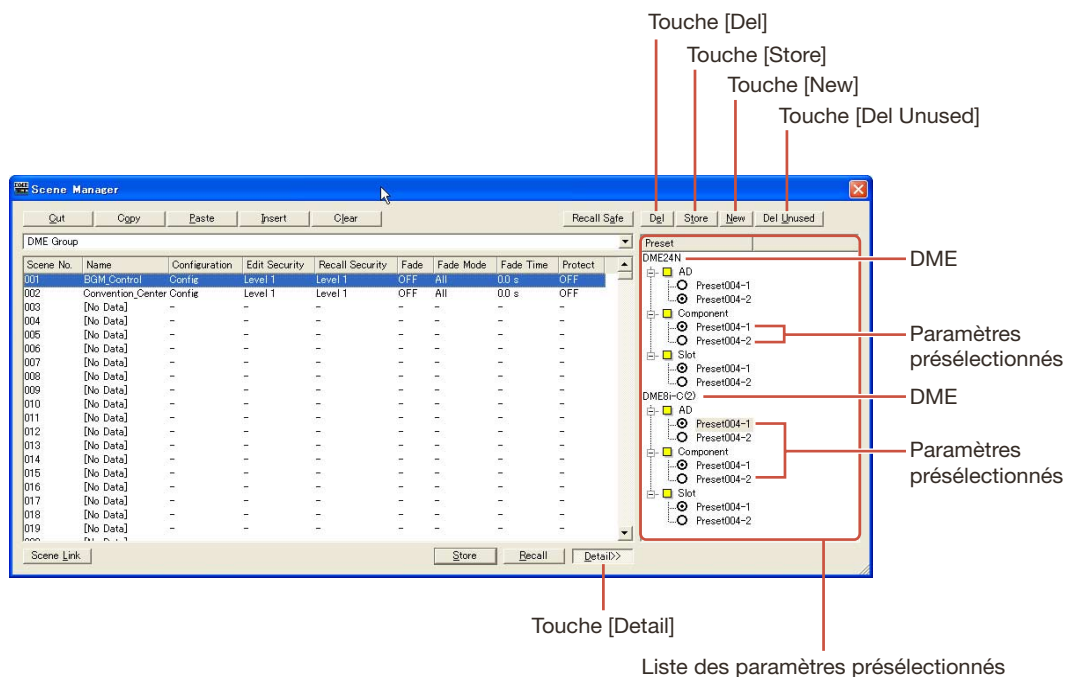 Touche [Del]
Touche [Store]
Touche [New]
Touche [Del Unused]
Scene Manager
Cut Copy Paste Insert Clear Recall Safe Del Store New Del Unused
DME Group
Scene No. Name Configuration Edit Security Recall Security Fade Fade Mode Fade Time Protect
001 BGM_Control Config Level 1 Level 1 OFF All 0.0 s OFF
002 Convention_Center Config Level 1 Level 1 OFF All 0.0 s OFF
003 [No Data] - - - - - - -
004 [No Data] - - - - - - -
005 [No Data] - - - - - - -
006 [No Data] - - - - - - -
007 [No Data] - - - - - - -
008 [No Data] - - - - - - -
009 [No Data] - - - - - - -
010 [No Data] - - - - - - -
011 [No Data] - - - - - - -
012 [No Data] - - - - - - -
013 [No Data] - - - - - - -
014 [No Data] - - - - - - -
015 [No Data] - - - - - - -
016 [No Data] - - - - - - -
017 [No Data] - - - - - - -
018 [No Data] - - - - - - -
019 [No Data] - - - - - - -
Scene Link Store Recall Detail>>
Preset
DME24N
AD
Preset004-1
Preset004-2
Component
Preset004-1
Preset004-2
Slot
Preset004-1
Preset004-2
DME8i-C(2)
AD
Preset004-1
Preset004-2
Component
Preset004-1
Preset004-2
Slot
Preset004-1
Preset004-2
DME
Paramètres
présélectionnés
DME
Paramètres
présélectionnés
Touche [Detail]
Liste des paramètres présélectionnés